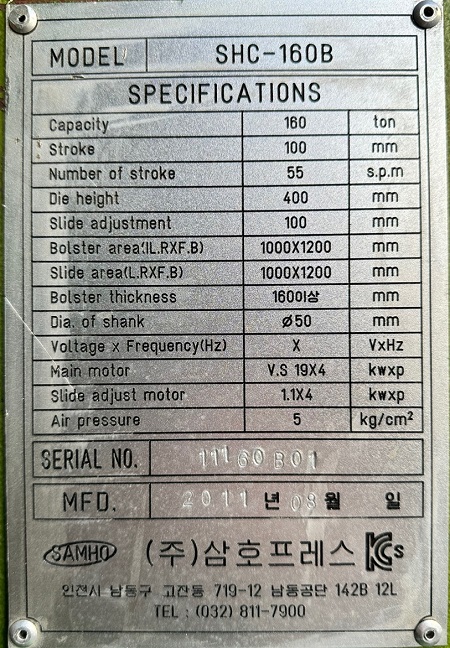 MODEL SHC-160B
SPECIFICATIONS
Capacity 160 ton
Stroke 100 mm
Number of stroke 55 s.p.m
Die height 400 mm
Slide adjustment 100 mm
Bolster area(L.RXF.B) 1000X1200 mm
Slide area(L.RXF.B) 1000X1200 mm
Bolster thickness 160이상 mm
Dia. of shank Ø50 mm
Voltage x Frequency(Hz) X VxHz
Main motor V.S 19X4 kwxp
Slide adjust motor 1.1X4 kwxp
Air pressure 5 kg/cm²
SERIAL NO. 11160B01
MFD. 2011 년 08 월 일
SAMHO (주)삼호프레스 KCs
인천시 남동구 고잔동 719-12 남동공단 142B 12L
TEL : (032) 811-7900